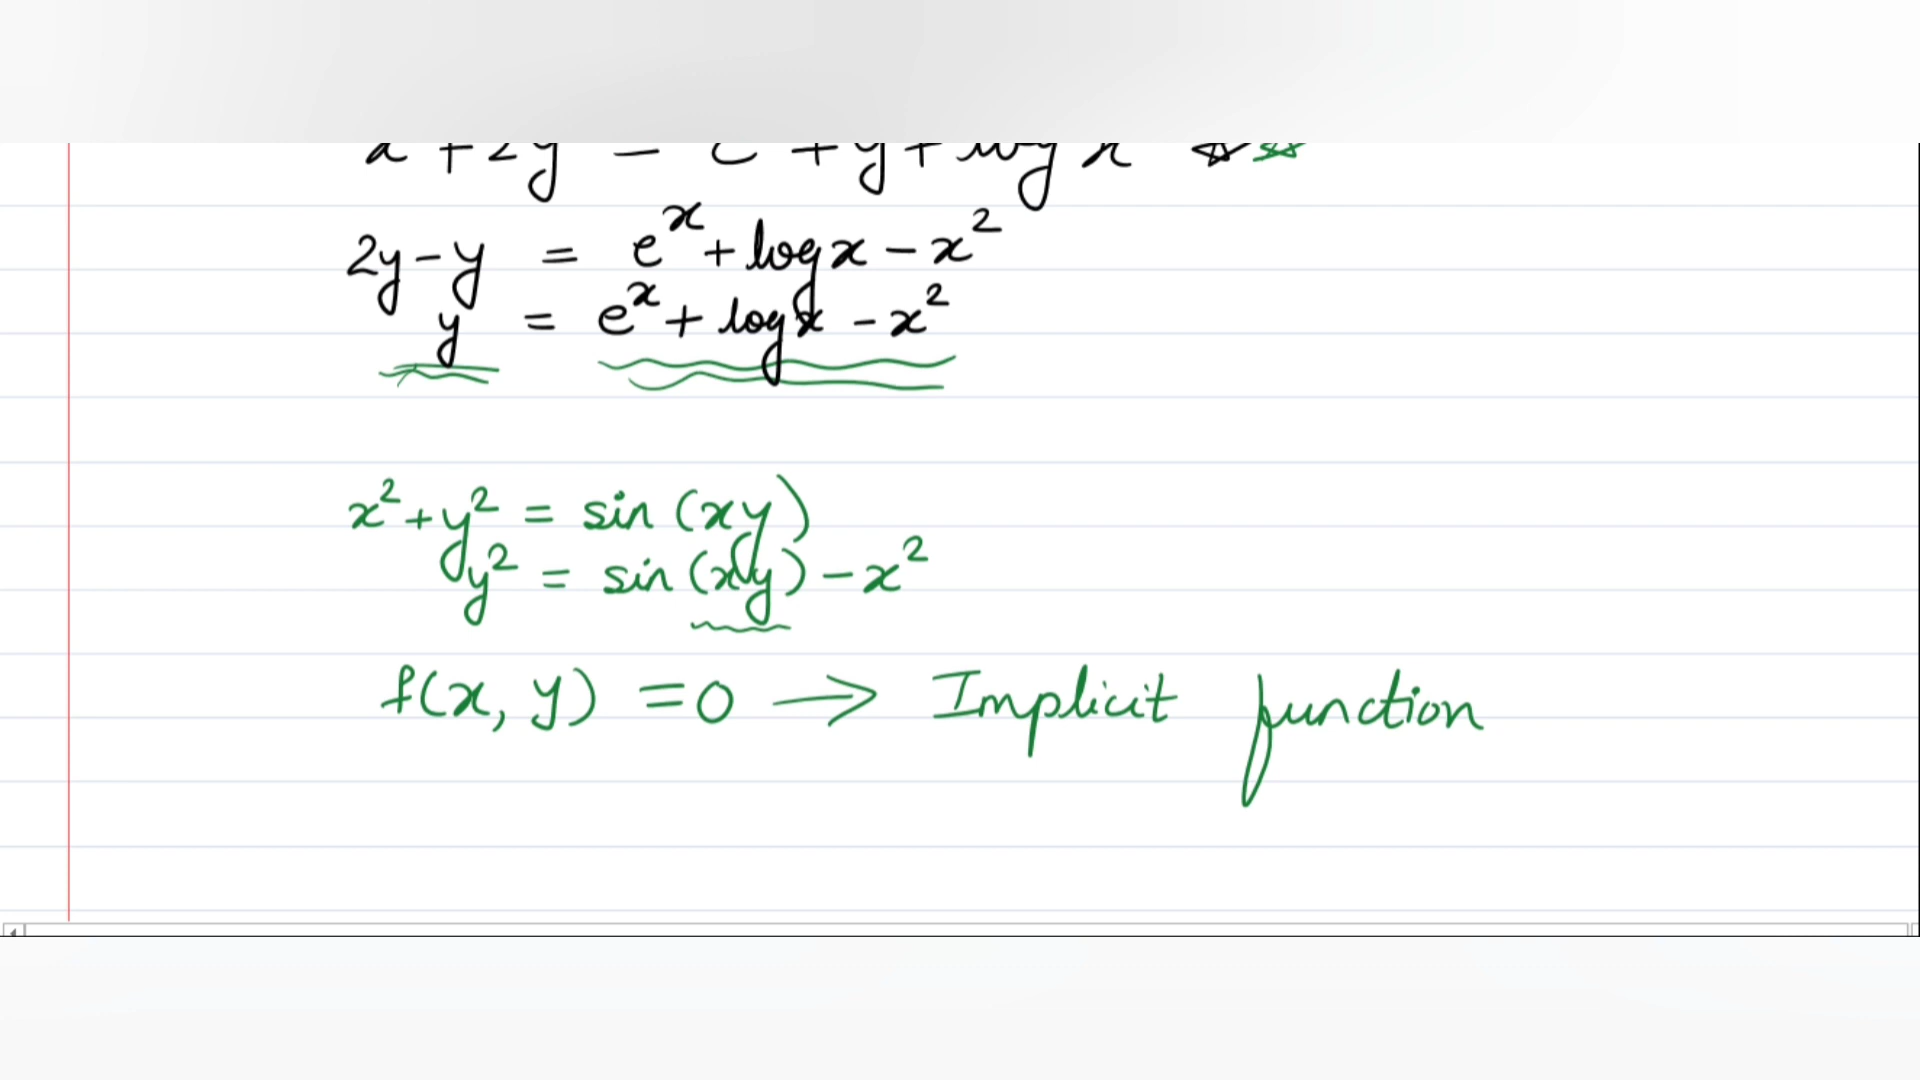 2y - y = e^x + log x - x^2
y = e^x + log x - x^2
x^2 + y^2 = sin (xy)
y^2 = sin (xy) - x^2
f(x, y) = 0 → Implicit function